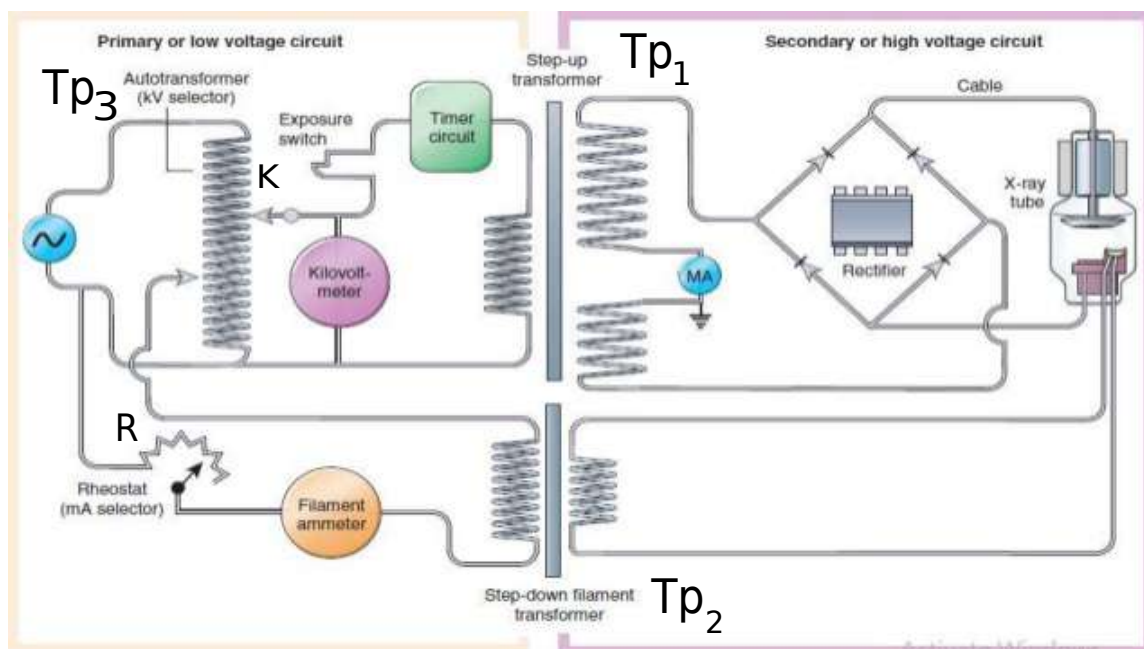 Primary or low voltage circuit
Secondary or high voltage circuit
Tp3
Autotransformer
(kV selector)
Exposure
switch
Timer
circuit
Step-up
transformer
Tp1
Cable
K
X-ray
tube
Kilovolt-
meter
MA
Rectifier
R
Rheostat
(mA selector)
Filament
ammeter
Step-down filament
transformer
Tp2
Activate Windows